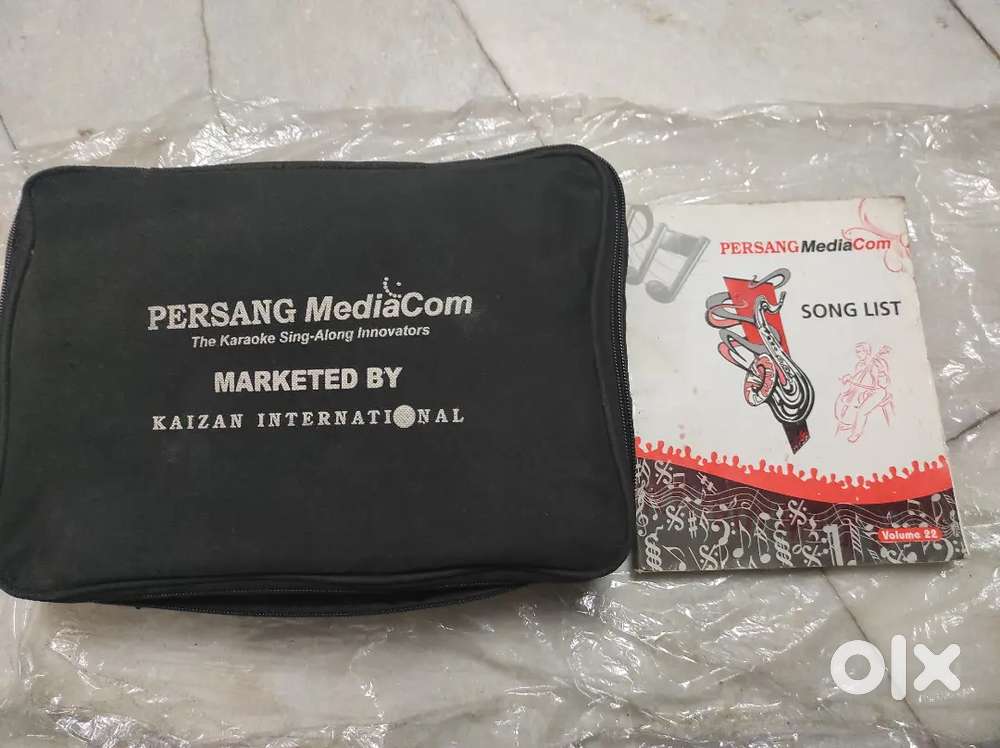 PERSANG MediaCom
The Karaoke Sing-Along Innovators
MARKETED BY
KAIZAN INTERNATIONAL
PERSANG MediaCom
SONG LIST
Volume 22
olx